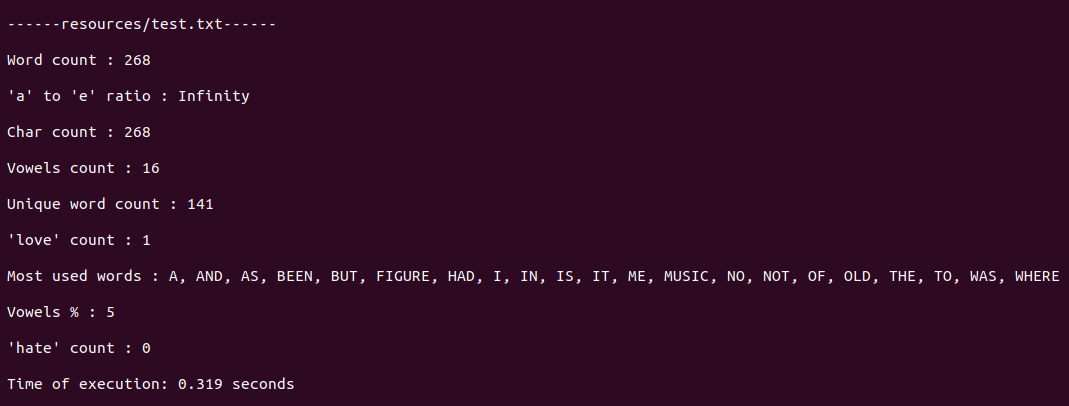 ------resources/test.txt------
Word count : 268
'a' to 'e' ratio : Infinity
Char count : 268
Vowels count : 16
Unique word count : 141
'love' count : 1
Most used words : A, AND, AS, BEEN, BUT, FIGURE, HAD, I, IN, IS, IT, ME, MUSIC, NO, NOT, OF, OLD, THE, TO, WAS, WHERE
Vowels % : 5
'hate' count : 0
Time of execution: 0.319 seconds